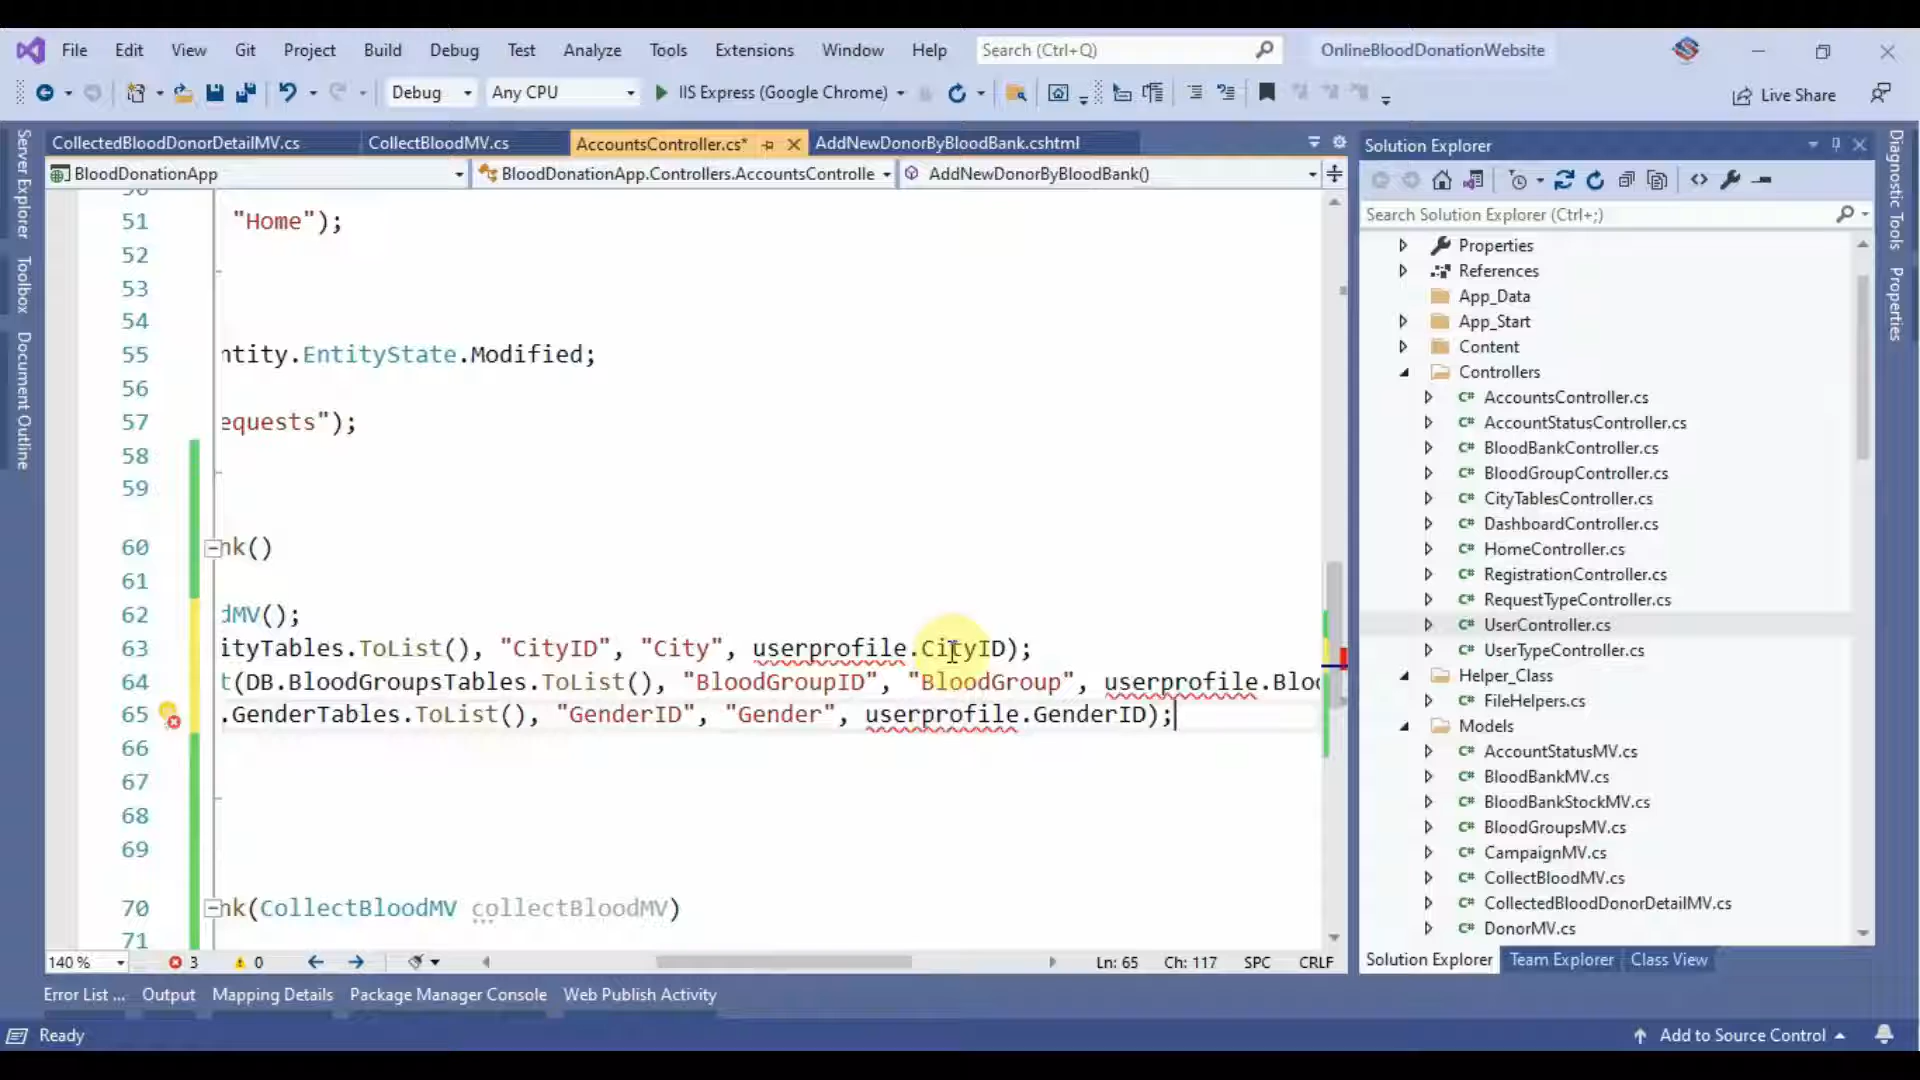 File Edit View Git Project Build Debug Test Analyze Tools Extensions Window Help Search (Ctrl+Q) OnlineBloodDonationWebsite
Debug Any CPU IIS Express (Google Chrome) Live Share
CollectedBloodDonorDetailMV.cs CollectBloodMV.cs AccountsController.cs* AddNewDonorByBloodBank.cshtml
BloodDonationApp BloodDonationApp.Controllers.AccountsControlle AddNewDonorByBloodBank()
Server Explorer
Toolbox
Document Outline
51 "Home");
52
53
54
55 ntity.EntityState.Modified;
56
57 equests");
58
59
60 nk()
61
62 dMV();
63 ityTables.ToList(), "CityID", "City", userprofile.CityID);
64 t(DB.BloodGroupsTables.ToList(), "BloodGroupID", "BloodGroup", userprofile.Bloo
65 .GenderTables.ToList(), "GenderID", "Gender", userprofile.GenderID);
66
67
68
69
70 nk(CollectBloodMV collectBloodMV)
71
140 % 3 0 Ln: 65 Ch: 117 SPC CRLF
Solution Explorer
Search Solution Explorer (Ctrl+;)
Properties
References
App_Data
App_Start
Content
Controllers
C# AccountsController.cs
C# AccountStatusController.cs
C# BloodBankController.cs
C# BloodGroupController.cs
C# CityTablesController.cs
C# DashboardController.cs
C# HomeController.cs
C# RegistrationController.cs
C# RequestTypeController.cs
C# UserController.cs
C# UserTypeController.cs
Helper_Class
C# FileHelpers.cs
Models
C# AccountStatusMV.cs
C# BloodBankMV.cs
C# BloodBankStockMV.cs
C# BloodGroupsMV.cs
C# CampaignMV.cs
C# CollectBloodMV.cs
C# CollectedBloodDonorDetailMV.cs
C# DonorMV.cs
Solution Explorer Team Explorer Class View
Diagnostic Tools
Properties
Error List ... Output Mapping Details Package Manager Console Web Publish Activity
Ready Add to Source Control